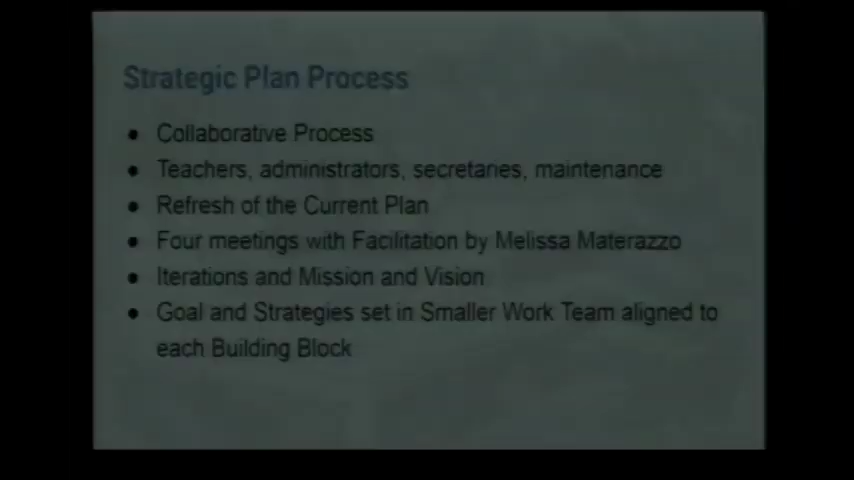 Strategic Plan Process
● Collaborative Process
● Teachers, administrators, secretaries, maintenance
● Refresh of the Current Plan
● Four meetings with Facilitation by Melissa Materazzo
● Iterations and Mission and Vision
● Goal and Strategies set in Smaller Work Team aligned to
each Building Block